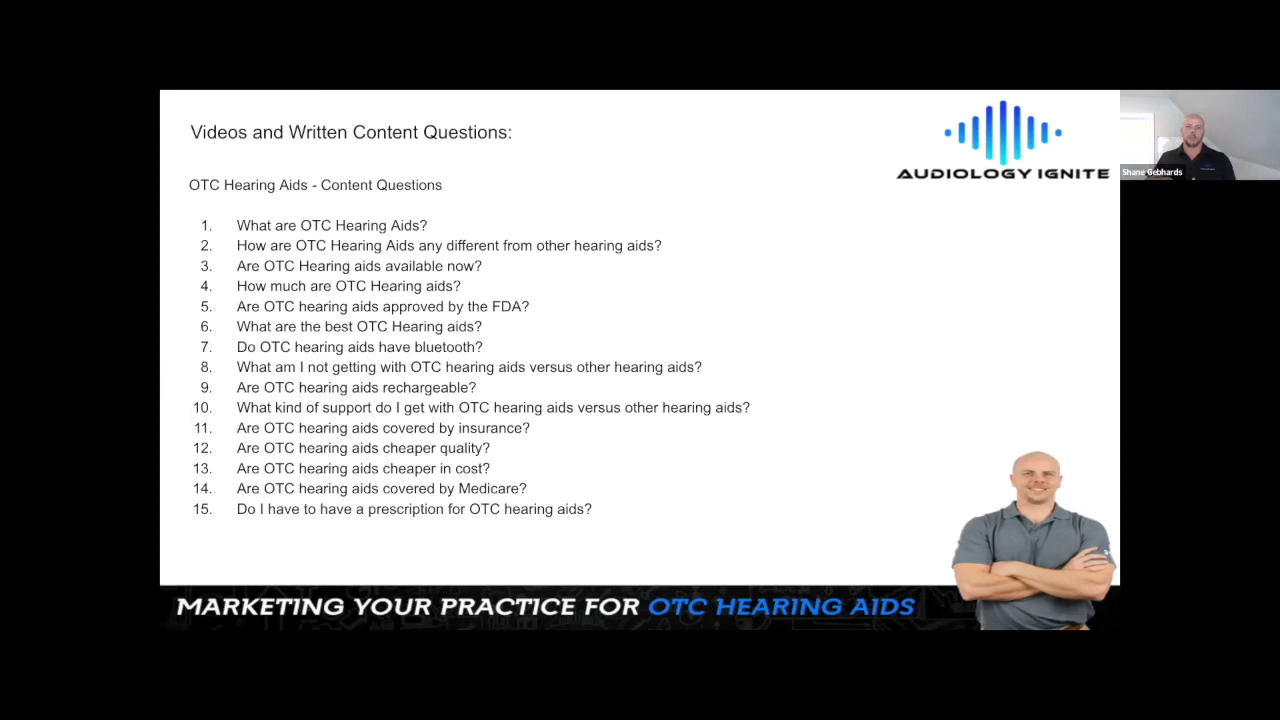 Videos and Written Content Questions:
AUDIOLOGY IGNITE
Shane Gebhards
OTC Hearing Aids - Content Questions
1. What are OTC Hearing Aids?
2. How are OTC Hearing Aids any different from other hearing aids?
3. Are OTC Hearing aids available now?
4. How much are OTC Hearing aids?
5. Are OTC hearing aids approved by the FDA?
6. What are the best OTC Hearing aids?
7. Do OTC hearing aids have bluetooth?
8. What am I not getting with OTC hearing aids versus other hearing aids?
9. Are OTC hearing aids rechargeable?
10. What kind of support do I get with OTC hearing aids versus other hearing aids?
11. Are OTC hearing aids covered by insurance?
12. Are OTC hearing aids cheaper quality?
13. Are OTC hearing aids cheaper in cost?
14. Are OTC hearing aids covered by Medicare?
15. Do I have to have a prescription for OTC hearing aids?
MARKETING YOUR PRACTICE FOR OTC HEARING AIDS